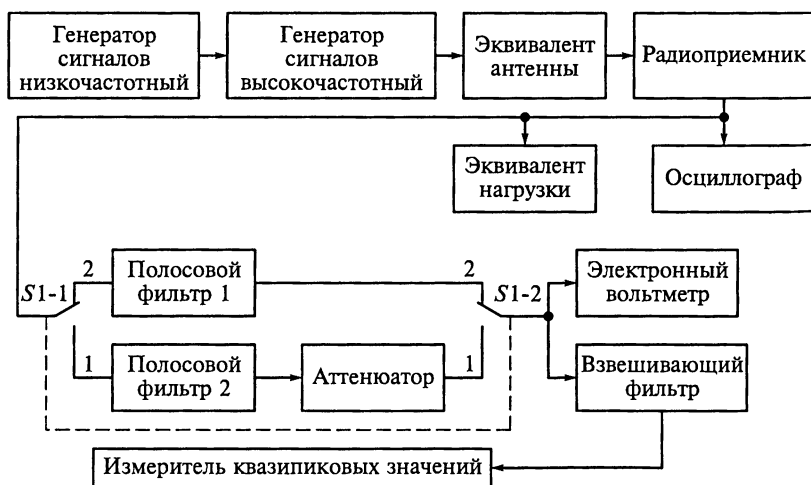 Генератор
сигналов
низкочастотный
Генератор
сигналов
высокочастотный
Эквивалент
антенны
Радиоприемник
Эквивалент
нагрузки
Осциллограф
S1-1
2
Полосовой
фильтр 1
2
S1-2
Электронный
вольтметр
1
Полосовой
фильтр 2
Аттенюатор
1
Взвешивающий
фильтр
Измеритель квазипиковых значений